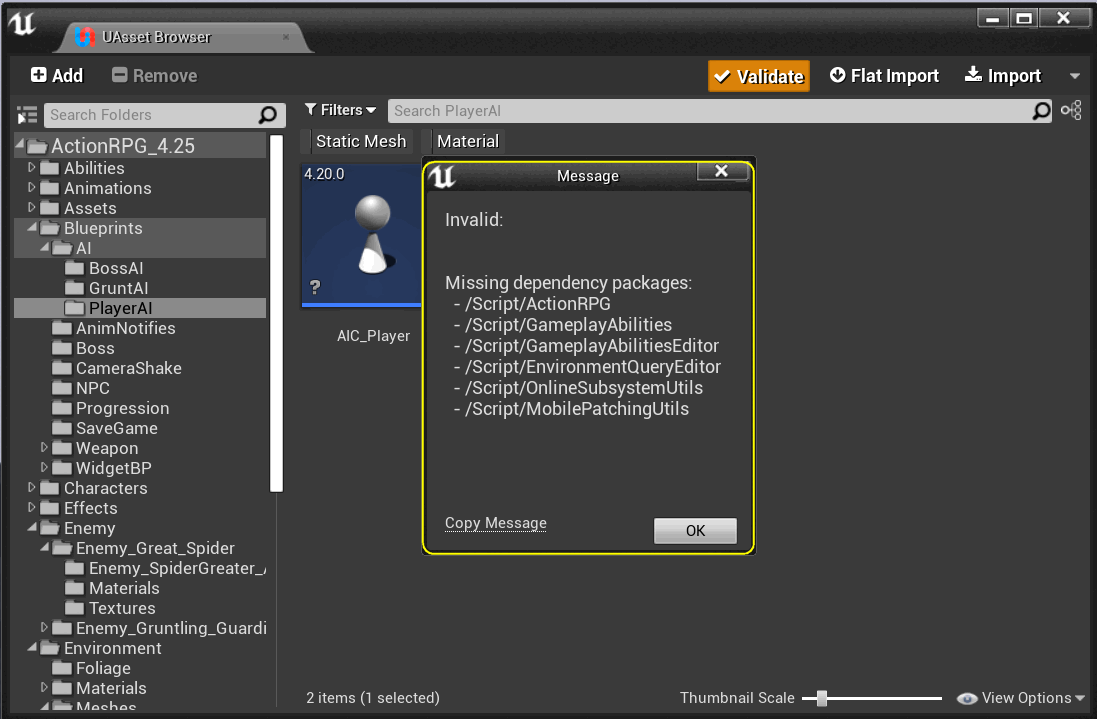 UAsset Browser
Add
Remove
Validate
Flat Import
Import
Search Folders
Filters
Search PlayerAI
Static Mesh
Material
ActionRPG_4.25
Abilities
Animations
Assets
Blueprints
AI
BossAI
GruntAI
PlayerAI
AnimNotifies
Boss
CameraShake
NPC
Progression
SaveGame
Weapon
WidgetBP
Characters
Effects
Enemy
Enemy_Great_Spider
Enemy_SpiderGreater_
Materials
Textures
Enemy_Gruntling_Guardi
Environment
Foliage
Materials
Meshes
4.20.0
?
AIC_Player
Message
Invalid:
Missing dependency packages:
- /Script/ActionRPG
- /Script/GameplayAbilities
- /Script/GameplayAbilitiesEditor
- /Script/EnvironmentQueryEditor
- /Script/OnlineSubsystemUtils
- /Script/MobilePatchingUtils
Copy Message
OK
2 items (1 selected)
Thumbnail Scale
View Options